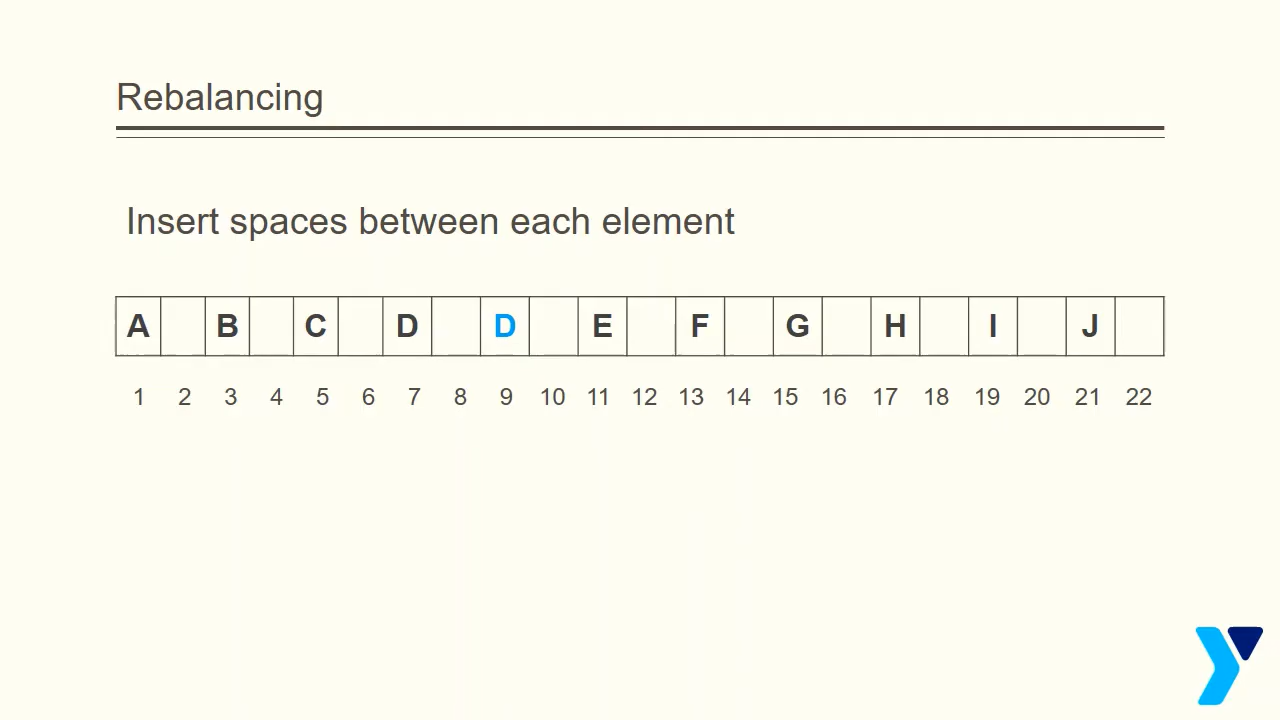 Rebalancing
Insert spaces between each element
A B C D D E F G H I J
1 2 3 4 5 6 7 8 9 10 11 12 13 14 15 16 17 18 19 20 21 22